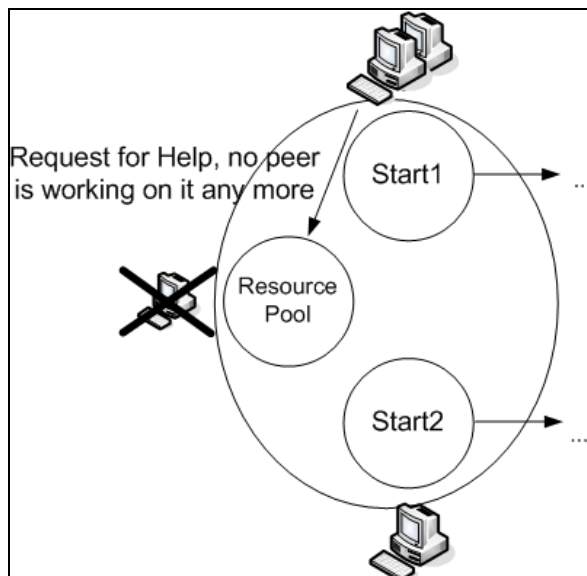 Request for Help, no peer
is working on it any more
Start1
...
Resource
Pool
Start2
...